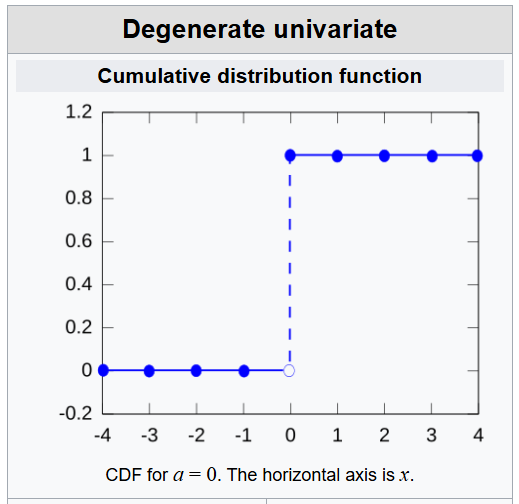 Degenerate univariate
Cumulative distribution function
1.2
1
0.8
0.6
0.4
0.2
0
-0.2
-4 -3 -2 -1 0 1 2 3 4
CDF for a = 0. The horizontal axis is x.